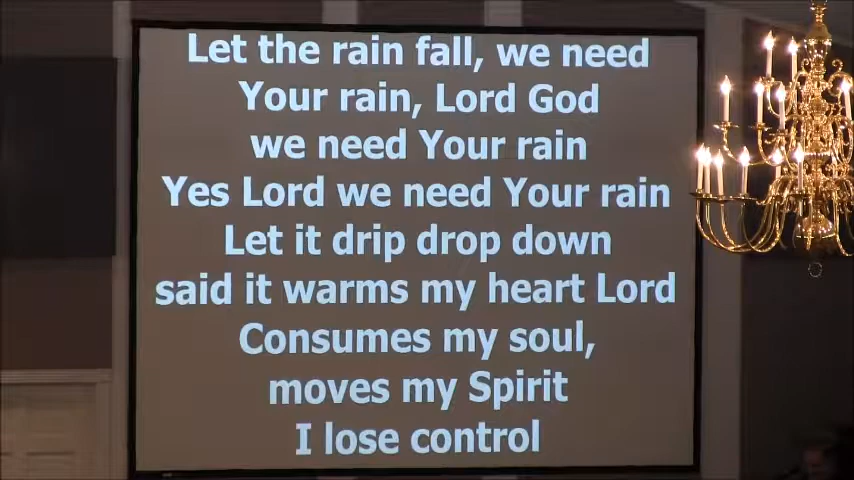 Let the rain fall, we need
Your rain, Lord God
we need Your rain
Yes Lord we need Your rain
Let it drip drop down
said it warms my heart Lord
Consumes my soul,
moves my Spirit
I lose control